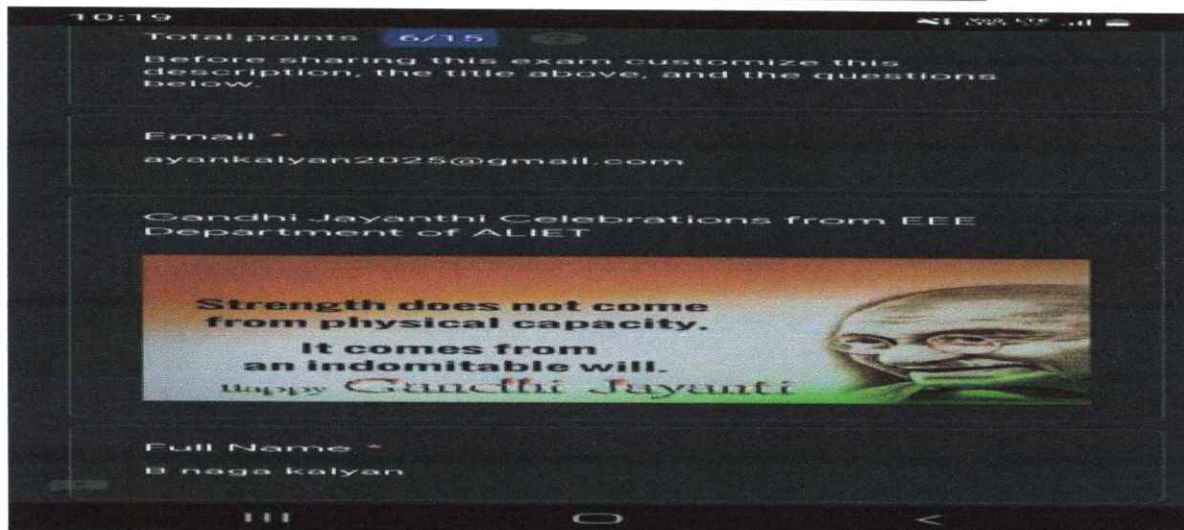 10:19
Total points 6/15
Before sharing this exam customize this
description, the title above, and the questions
below.
Email *
ayankalyan2025@gmail.com
Gandhi Jayanthi Celebrations from EEE
Department of ALIET
Strength does not come
from physical capacity.
It comes from
an indomitable will.
Happy Gandhi Jayanti
Full Name *
B naga kalyan